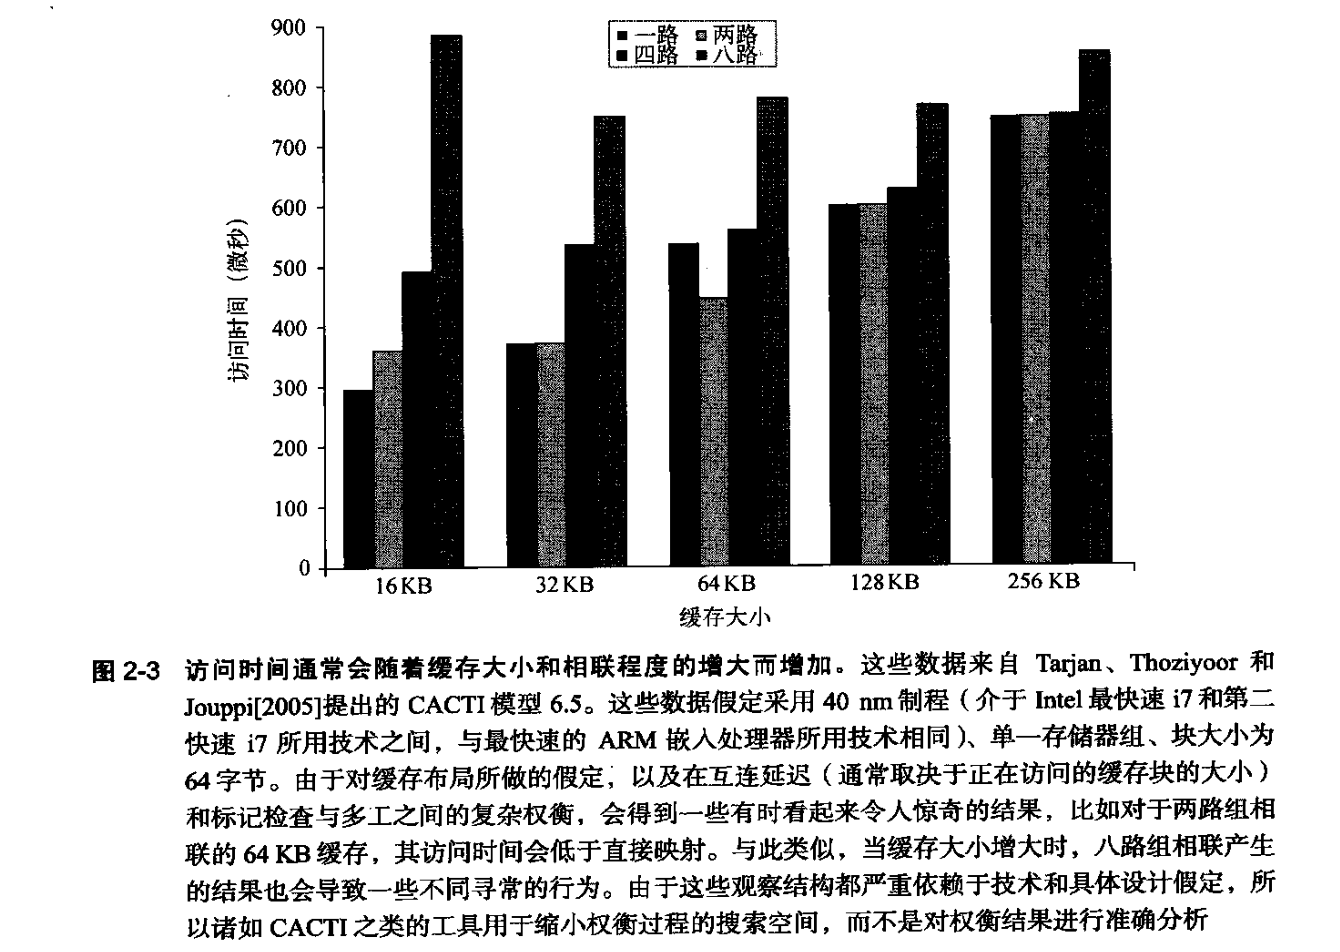 900
800
700
600
500
400
300
200
100
0
访问时间（微秒）
一路 两路
四路 八路
16KB 32KB 64KB 128KB 256 KB
缓存大小
图 2-3 访问时间通常会随着缓存大小和相联程度的增大而增加。这些数据来自 Tarjan、Thoziyoor 和
Jouppi[2005]提出的 CACTI 模型 6.5。这些数据假定采用 40 nm 制程（介于 Intel 最快速 i7 和第二
快速 i7 所用技术之间，与最快速的 ARM 嵌入处理器所用技术相同）、单一存储器组、块大小为
64 字节。由于对缓存布局所做的假定，以及在互连延迟（通常取决于正在访问的缓存块的大小）
和标记检查与多工之间的复杂权衡，会得到一些有时看起来令人惊奇的结果，比如对于两路组相
联的 64 KB 缓存，其访问时间会低于直接映射。与此类似，当缓存大小增大时，八路组相联产生
的结果也会导致一些不同寻常的行为。由于这些观察结构都严重依赖于技术和具体设计假定，所
以诸如 CACTI 之类的工具用于缩小权衡过程的搜索空间，而不是对权衡结果进行准确分析